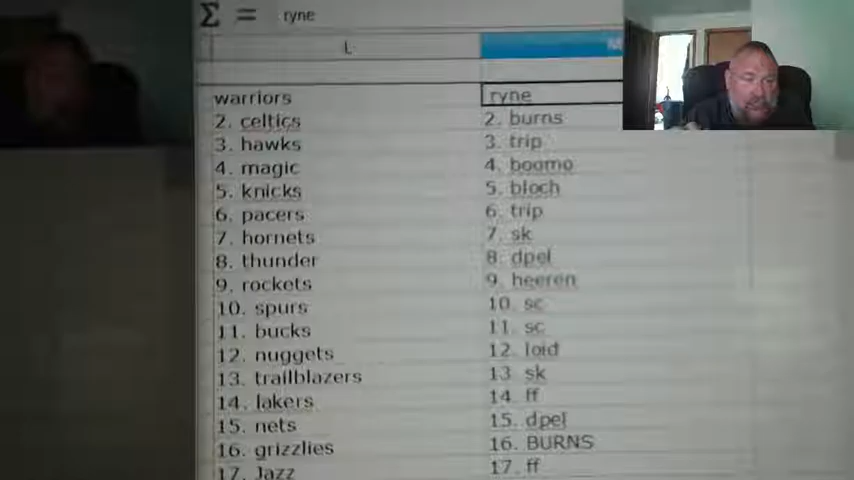 Σ = ryne
L M
warriors ryne
2. celtics 2. burns
3. hawks 3. trip
4. magic 4. boomo
5. knicks 5. bloch
6. pacers 6. trip
7. hornets 7. sk
8. thunder 8. dpel
9. rockets 9. heeren
10. spurs 10. sc
11. bucks 11. sc
12. nuggets 12. loid
13. trailblazers 13 sk
14. lakers 14. ff
15. nets 15. dpel
16. grizzlies 16. BURNS
17. Jazz 17. ff